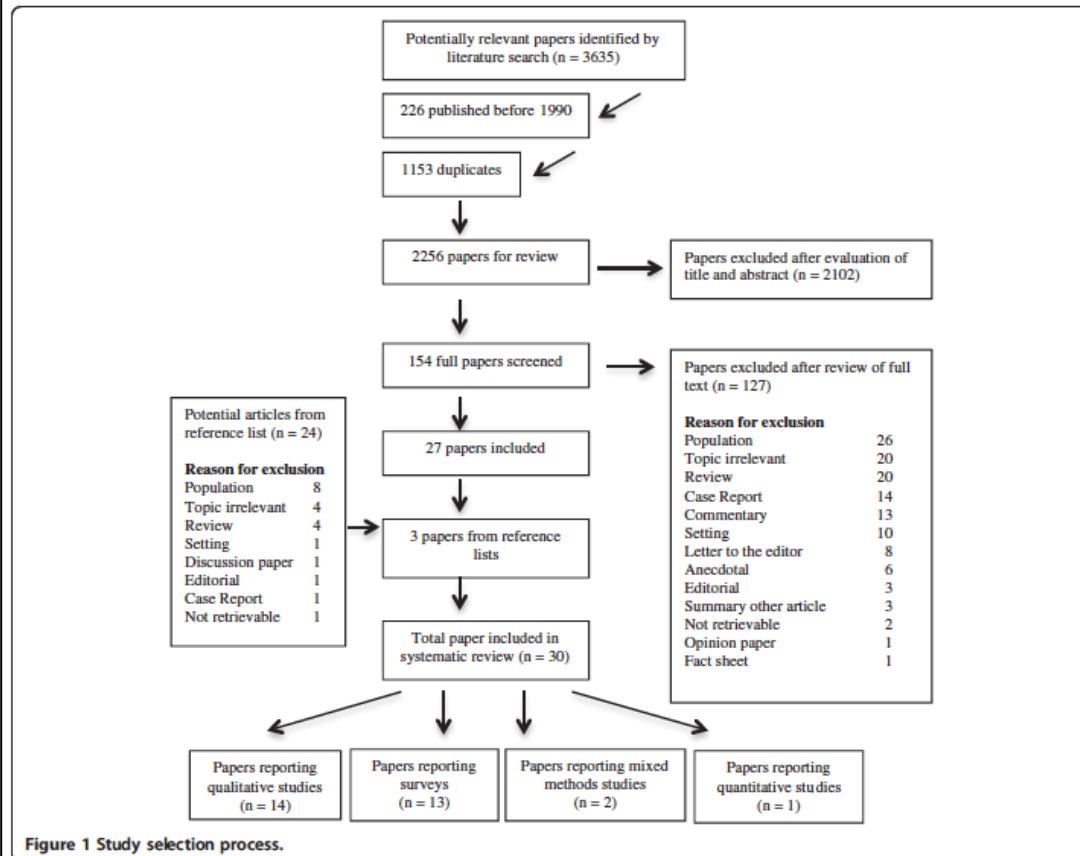 Potentially relevant papers identified by
literature search (n = 3635)
226 published before 1990
1153 duplicates
2256 papers for review
Papers excluded after evaluation of
title and abstract (n = 2102)
154 full papers screened
Papers excluded after review of full
text (n = 127)
Reason for exclusion
Population 26
Topic irrelevant 20
Review 20
Case Report 14
Commentary 13
Setting 10
Letter to the editor 8
Anecdotal 6
Editorial 3
Summary other article 3
Not retrievable 2
Opinion paper 1
Fact sheet 1
Potential articles from
reference list (n = 24)
Reason for exclusion
Population 8
Topic irrelevant 4
Review 4
Setting 1
Discussion paper 1
Editorial 1
Case Report 1
Not retrievable 1
27 papers included
3 papers from reference
lists
Total paper included in
systematic review (n = 30)
Papers reporting
qualitative studies
(n = 14)
Papers reporting
surveys
(n = 13)
Papers reporting mixed
methods studies
(n = 2)
Papers reporting
quantitative studies
(n = 1)
Figure 1 Study selection process.